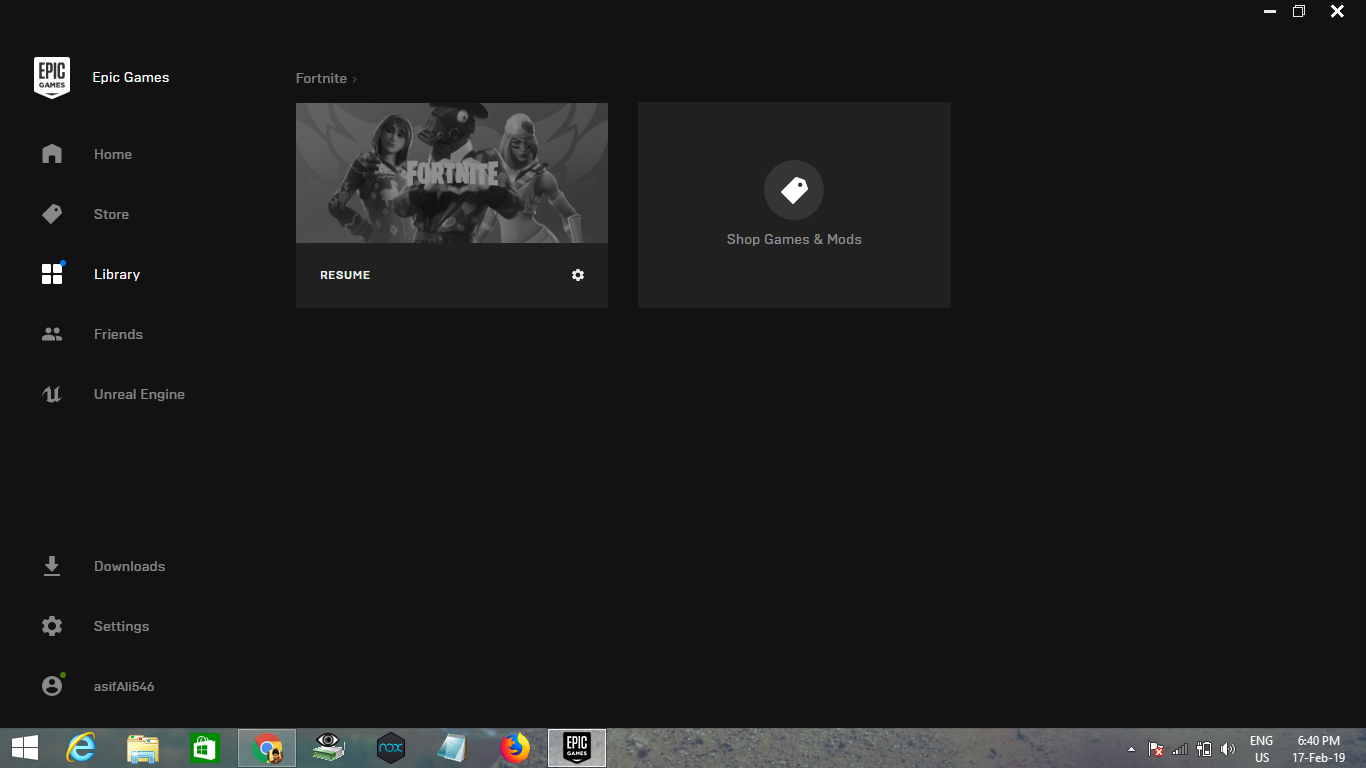 EPIC
GAMES
Epic Games
Home
Store
Library
Friends
Unreal Engine
Downloads
Settings
asifAli546
Fortnite ›
FORTNITE
RESUME
Shop Games & Mods
nox
EPIC
GAMES
ENG
US
6:40 PM
17-Feb-19